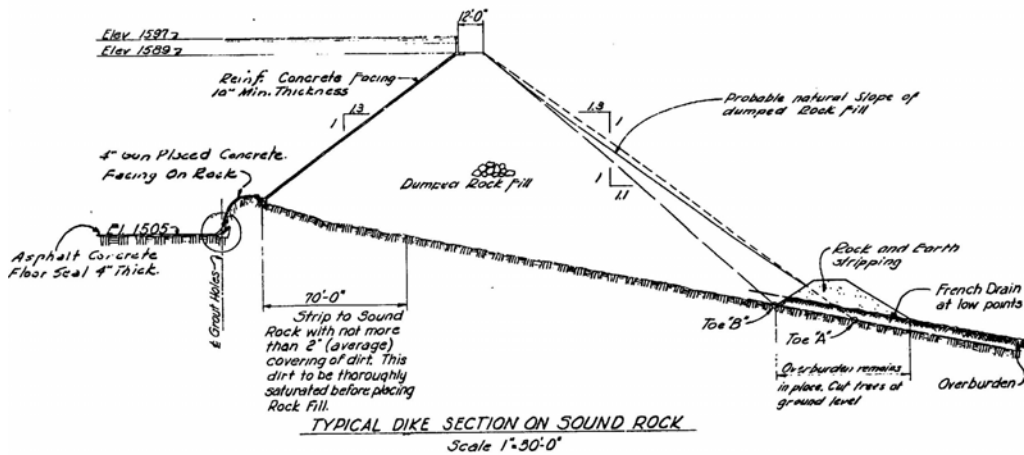 12'-0"
Elev 1597
Elev 1589
Reinf. Concrete Facing
10" Min. Thickness
1.3
1
1.3
1
Probable natural Slope of
dumped Rock fill
4" Gun Placed Concrete
Facing On Rock
Dumped Rock Fill
1
1.1
El. 1505
Rock and Earth
stripping
Asphalt Concrete
Floor Seal 4" Thick.
French Drain
at low points
70'-0"
Grout Holes
Strip to Sound
Rock with not more
than 2" (average)
covering of dirt. This
dirt to be thoroughly
saturated before placing
Rock Fill.
Toe "B"
Toe "A"
Overburden remains
in place. Cut trees at
ground level
Overburden
TYPICAL DIKE SECTION ON SOUND ROCK
Scale 1"=30'-0"